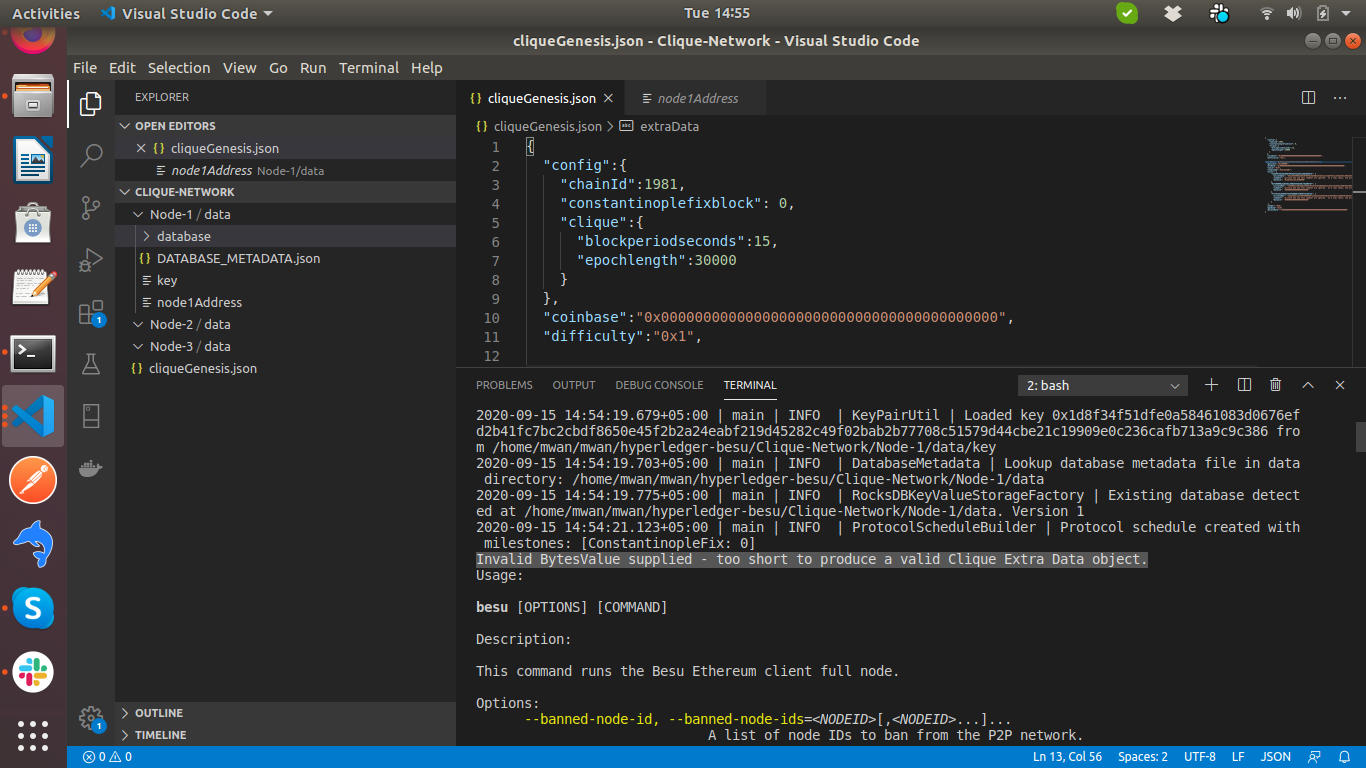 Activities
Visual Studio Code
Tue 14:55
cliqueGenesis.json - Clique-Network - Visual Studio Code
File Edit Selection View Go Run Terminal Help
EXPLORER
OPEN EDITORS
cliqueGenesis.json
node1Address Node-1/data
CLIQUE-NETWORK
Node-1 / data
database
DATABASE_METADATA.json
key
node1Address
Node-2 / data
Node-3 / data
cliqueGenesis.json
OUTLINE
TIMELINE
1
1
cliqueGenesis.json
node1Address
cliqueGenesis.json > extraData
1 {
2 "config":{
3 "chainId":1981,
4 "constantinoplefixblock": 0,
5 "clique":{
6 "blockperiodseconds":15,
7 "epochlength":30000
8 }
9 },
10 "coinbase":"0x0000000000000000000000000000000000000000",
11 "difficulty":"0x1",
12
PROBLEMS OUTPUT DEBUG CONSOLE TERMINAL
2: bash
2020-09-15 14:54:19.679+05:00 | main | INFO  | KeyPairUtil | Loaded key 0x1d8f34f51dfe0a58461083d0676ef
d2b41fc7bc2cbdf8650e45f2b2a24eabf219d45282c49f02bab2b77708c51579d44cbe21c19909e0c236cafb713a9c9c386 fro
m /home/mwan/mwan/hyperledger-besu/Clique-Network/Node-1/data/key
2020-09-15 14:54:19.703+05:00 | main | INFO  | DatabaseMetadata | Lookup database metadata file in data
directory: /home/mwan/mwan/hyperledger-besu/Clique-Network/Node-1/data
2020-09-15 14:54:19.775+05:00 | main | INFO  | RocksDBKeyValueStorageFactory | Existing database detect
ed at /home/mwan/mwan/hyperledger-besu/Clique-Network/Node-1/data. Version 1
2020-09-15 14:54:21.123+05:00 | main | INFO  | ProtocolScheduleBuilder | Protocol schedule created with
milestones: [ConstantinopleFix: 0]
Invalid BytesValue supplied - too short to produce a valid Clique Extra Data object.
Usage:
besu [OPTIONS] [COMMAND]
Description:
This command runs the Besu Ethereum client full node.
Options:
--banned-node-id, --banned-node-ids=<NODEID>[,<NODEID>...]...
A list of node IDs to ban from the P2P network.
0 0
Ln 13, Col 56 Spaces: 2 UTF-8 LF JSON